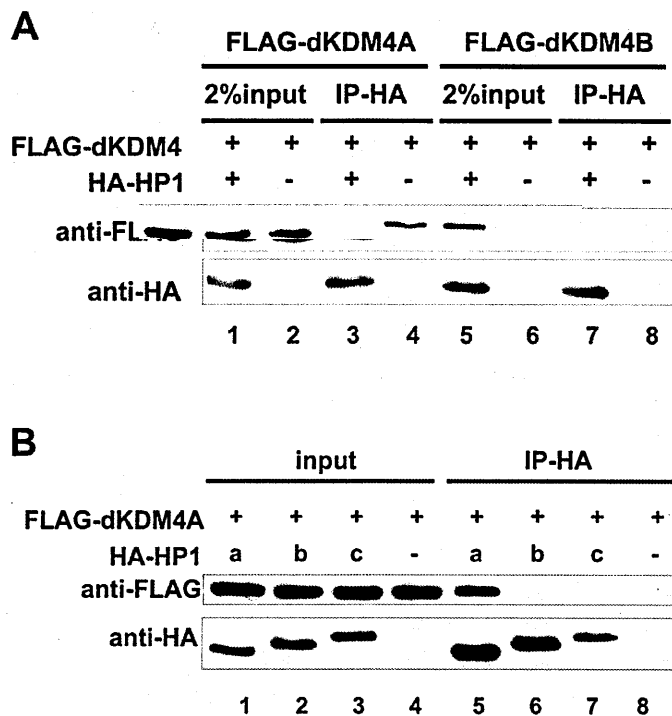 A
FLAG-dKDM4A FLAG-dKDM4B
2%input IP-HA 2%input IP-HA
FLAG-dKDM4 + + + + + + + +
HA-HP1 + - + - + - + -
anti-FL
anti-HA
1 2 3 4 5 6 7 8
B
input IP-HA
FLAG-dKDM4A + + + + + + + +
HA-HP1 a b c - a b c -
anti-FLAG
anti-HA
1 2 3 4 5 6 7 8